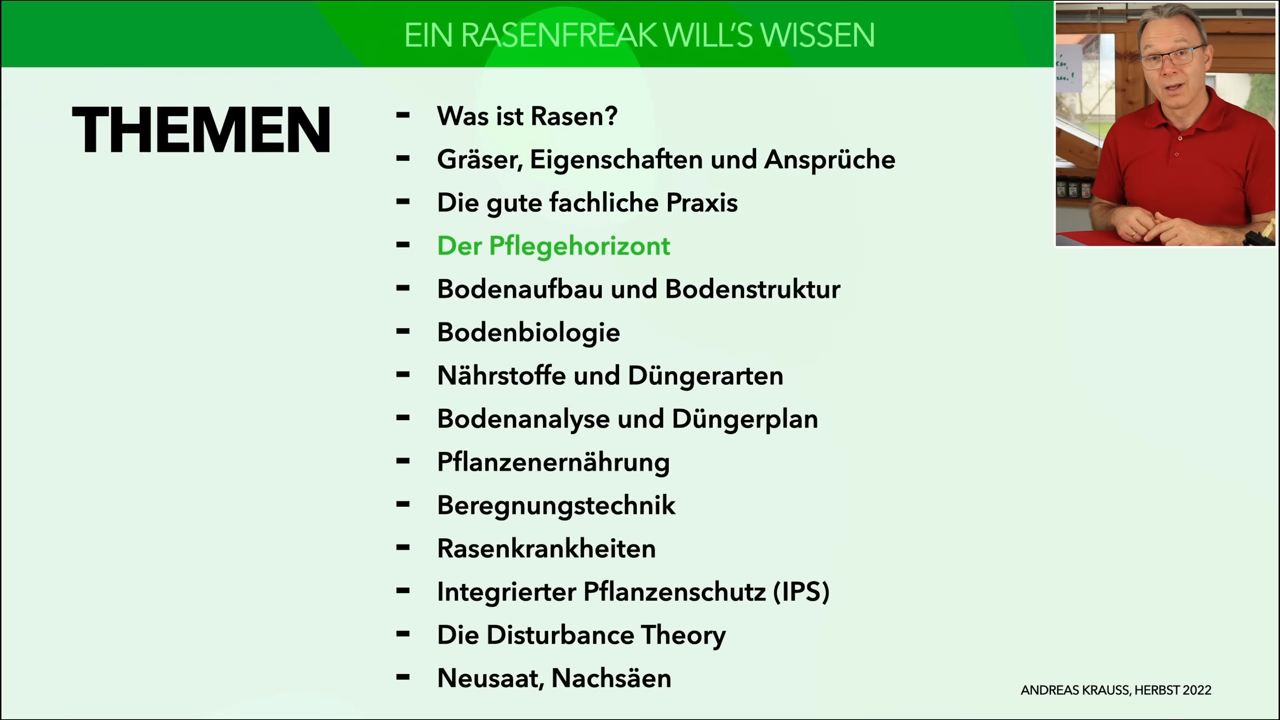 EIN RASENFREAK WILL'S WISSEN
THEMEN
- Was ist Rasen?
- Gräser, Eigenschaften und Ansprüche
- Die gute fachliche Praxis
- Der Pflegehorizont
- Bodenaufbau und Bodenstruktur
- Bodenbiologie
- Nährstoffe und Düngerarten
- Bodenanalyse und Düngerplan
- Pflanzenernährung
- Beregnungstechnik
- Rasenkrankheiten
- Integrierter Pflanzenschutz (IPS)
- Die Disturbance Theory
- Neusaat, Nachsäen
ANDREAS KRAUSS, HERBST 2022